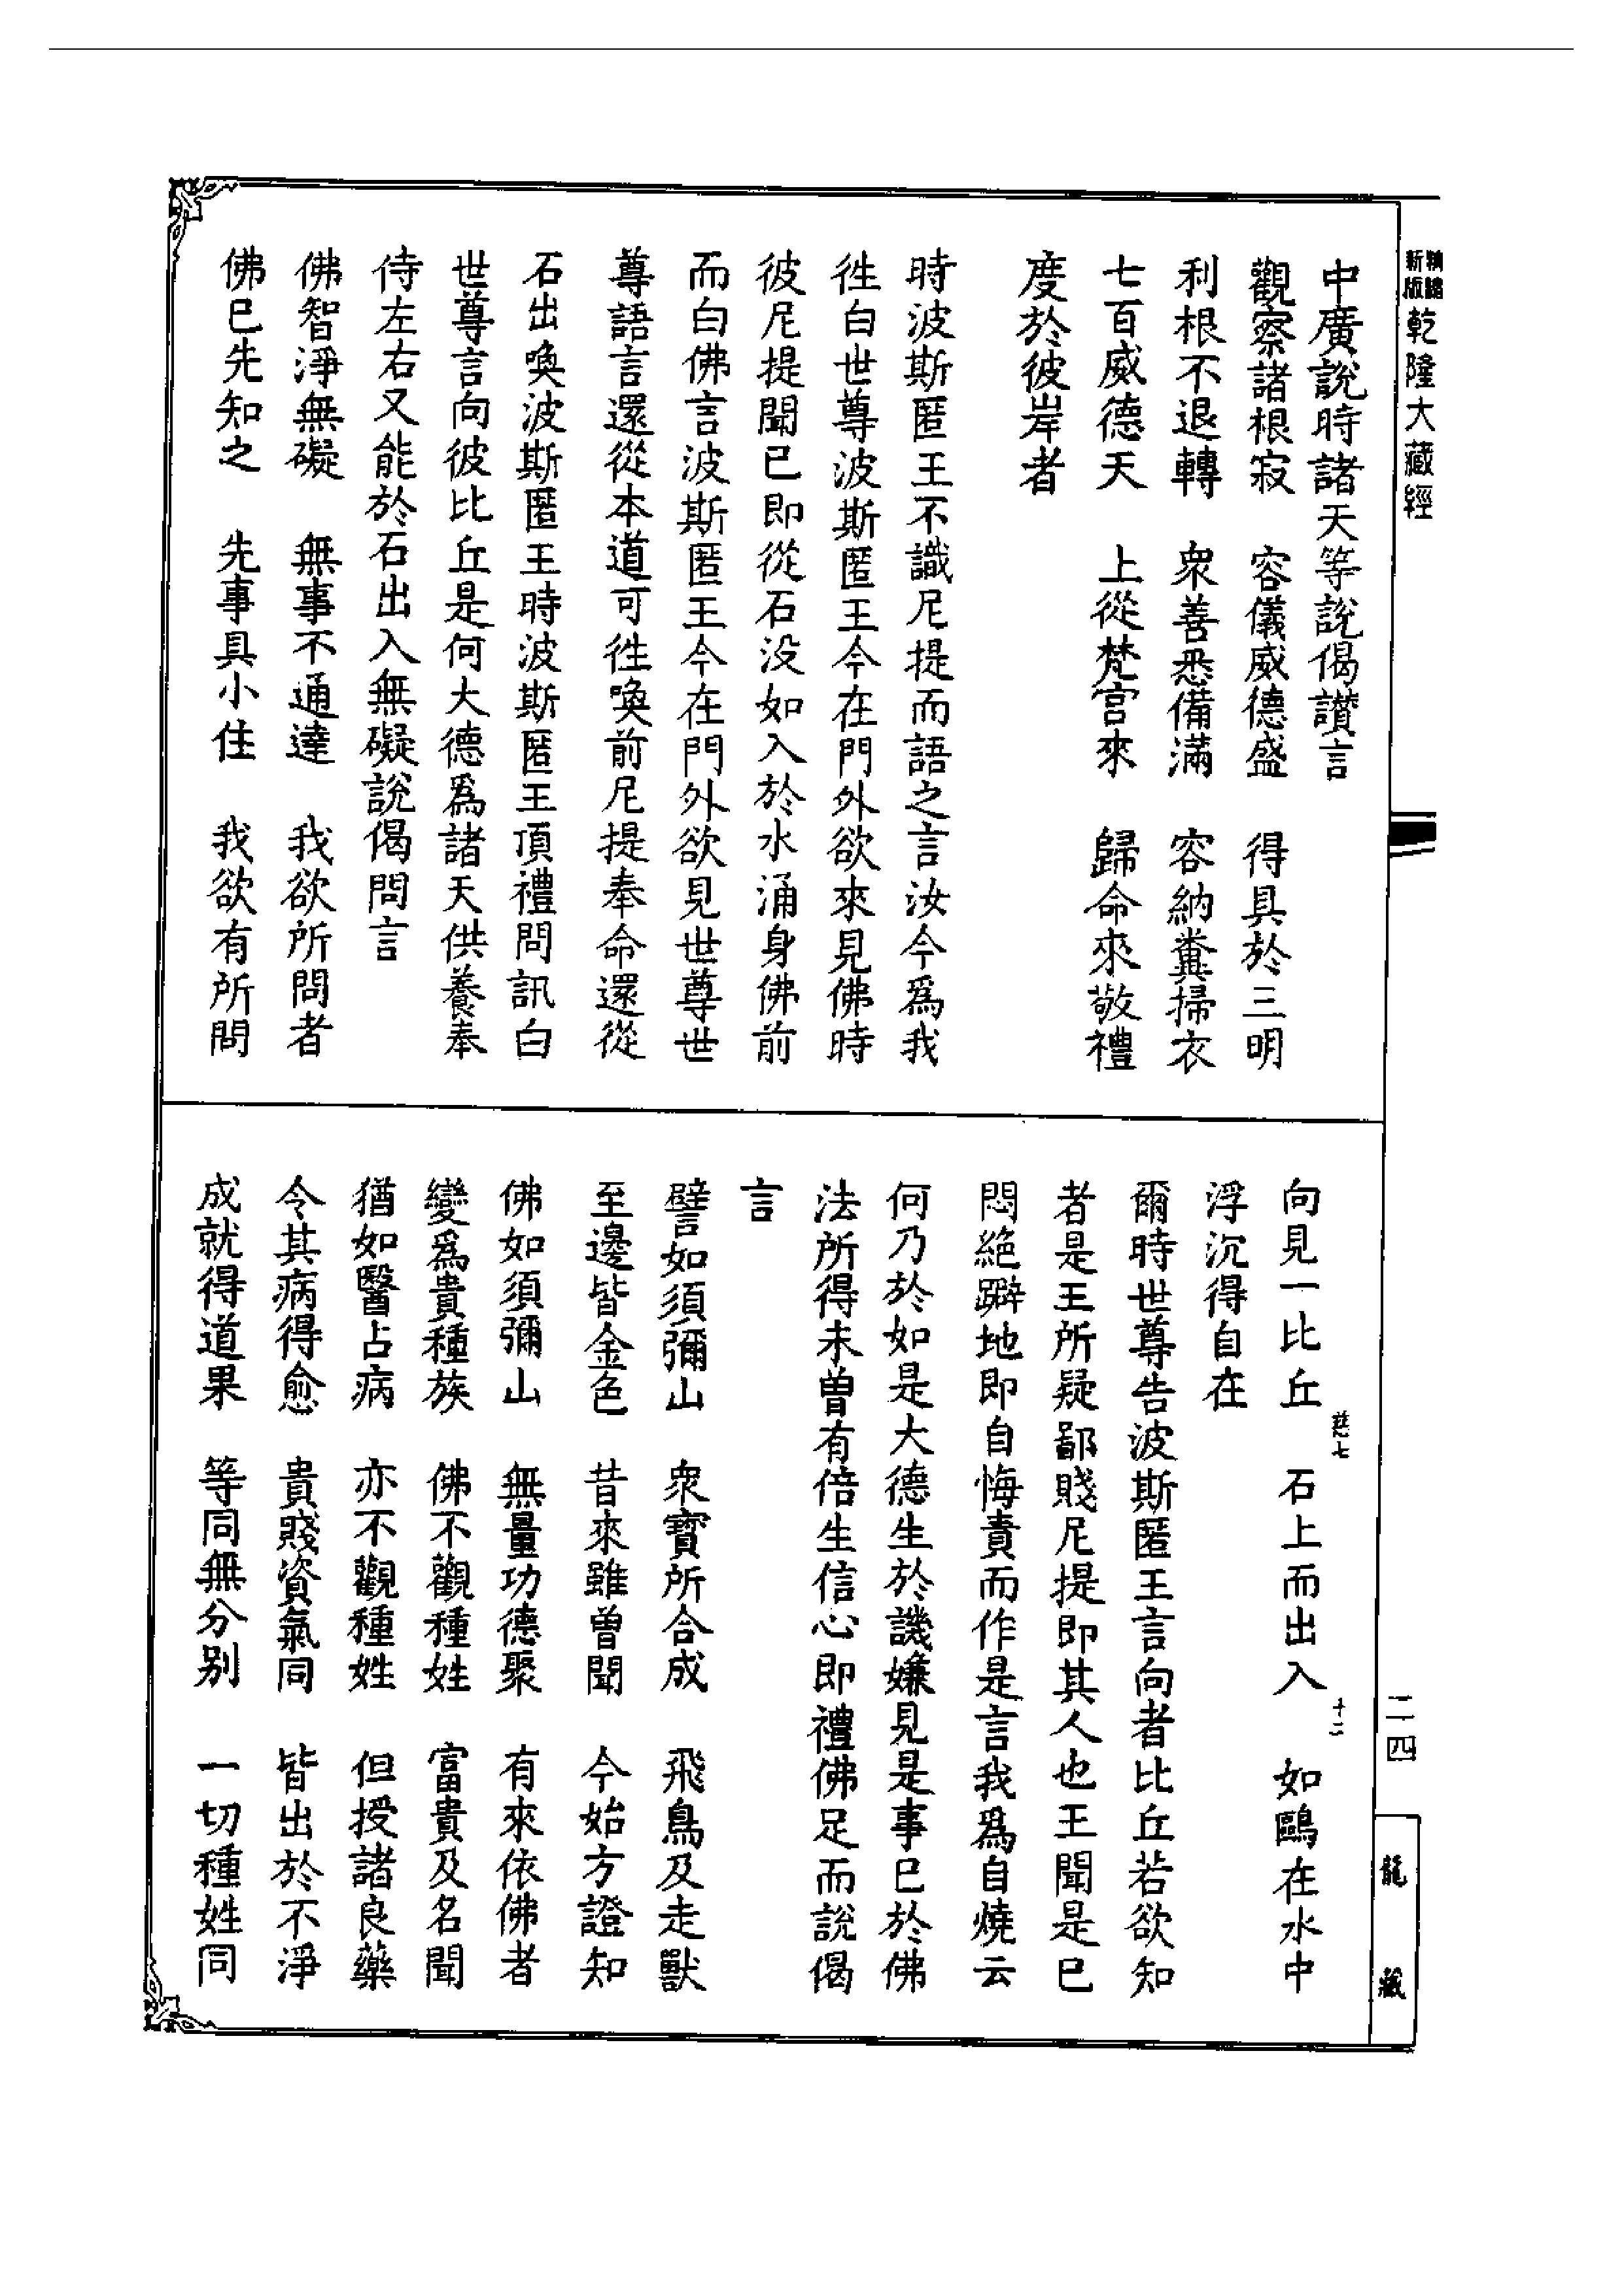 新版乾隆大藏經
中廣說時諸天等說偈讚言
觀察諸根寂　容儀威德盛　得具於三明
利根不退轉　衆善悉備滿　容納糞掃衣
七百威德天　上從梵宮來　歸命來敬禮
度於彼岸者
時波斯匿王不識尼提而語之言汝今爲我
徃白世尊波斯匿王今在門外欲來見佛時
彼尼提聞已即從石没如入於水涌身佛前
而白佛言波斯匿王今在門外欲見世尊世
尊語言還從本道可徃喚前尼提奉命還從
石出喚波斯匿王時波斯匿王頂禮問訊白
世尊言向彼比丘是何大德爲諸天供養奉
侍左右又能於石出入無礙說偈問言
佛智淨無礙　無事不通達　我欲所問者
佛已先知之　先事具小住　我欲有所問
向見一比丘　石上而出入　如鷗在水中
浮沉得自在
爾時世尊告波斯匿王言向者比丘若欲知
者是王所疑鄙賤尼提即其人也王聞是已
悶絕躃地即自悔責而作是言我爲自燒云
何乃於如是大德生於譏嫌見是事已於佛
法所得未曾有倍生信心即禮佛足而說偈
言
譬如須彌山　衆寶所合成　飛鳥及走獸
至邊皆金色　昔來雖曾聞　今始方證知
佛如須彌山　無量功德聚　有來依佛者
變爲貴種族　佛不觀種姓　富貴及名聞
猶如醫占病　亦不觀種姓　但授諸良藥
令其病得愈　貴賤資氣同　皆出於不淨
成就得道果　等同無分別　一切種姓同
七
十二
二四
龍藏